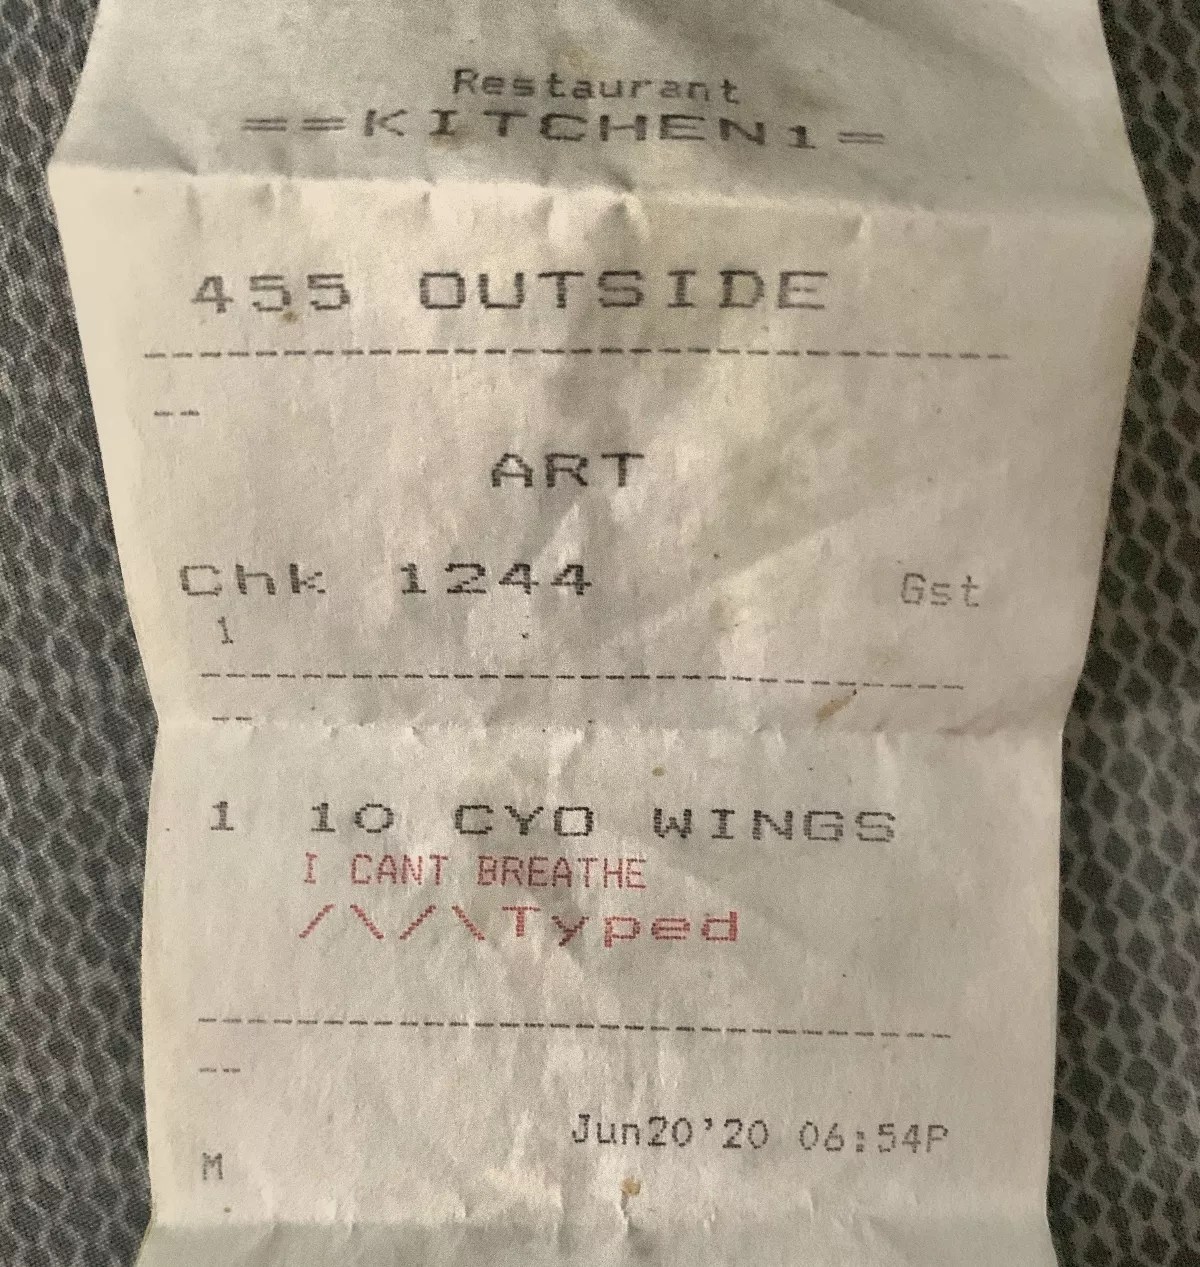 Restaurant
==KITCHEN1=
455 OUTSIDE
----------------------------------------
--
ART
Chk 1244 Gst
1
----------------------------------------
--
1 10 CYO WINGS
I CANT BREATHE
/\/\Typed
----------------------------------------
--
Jun20'20 06:54P
M